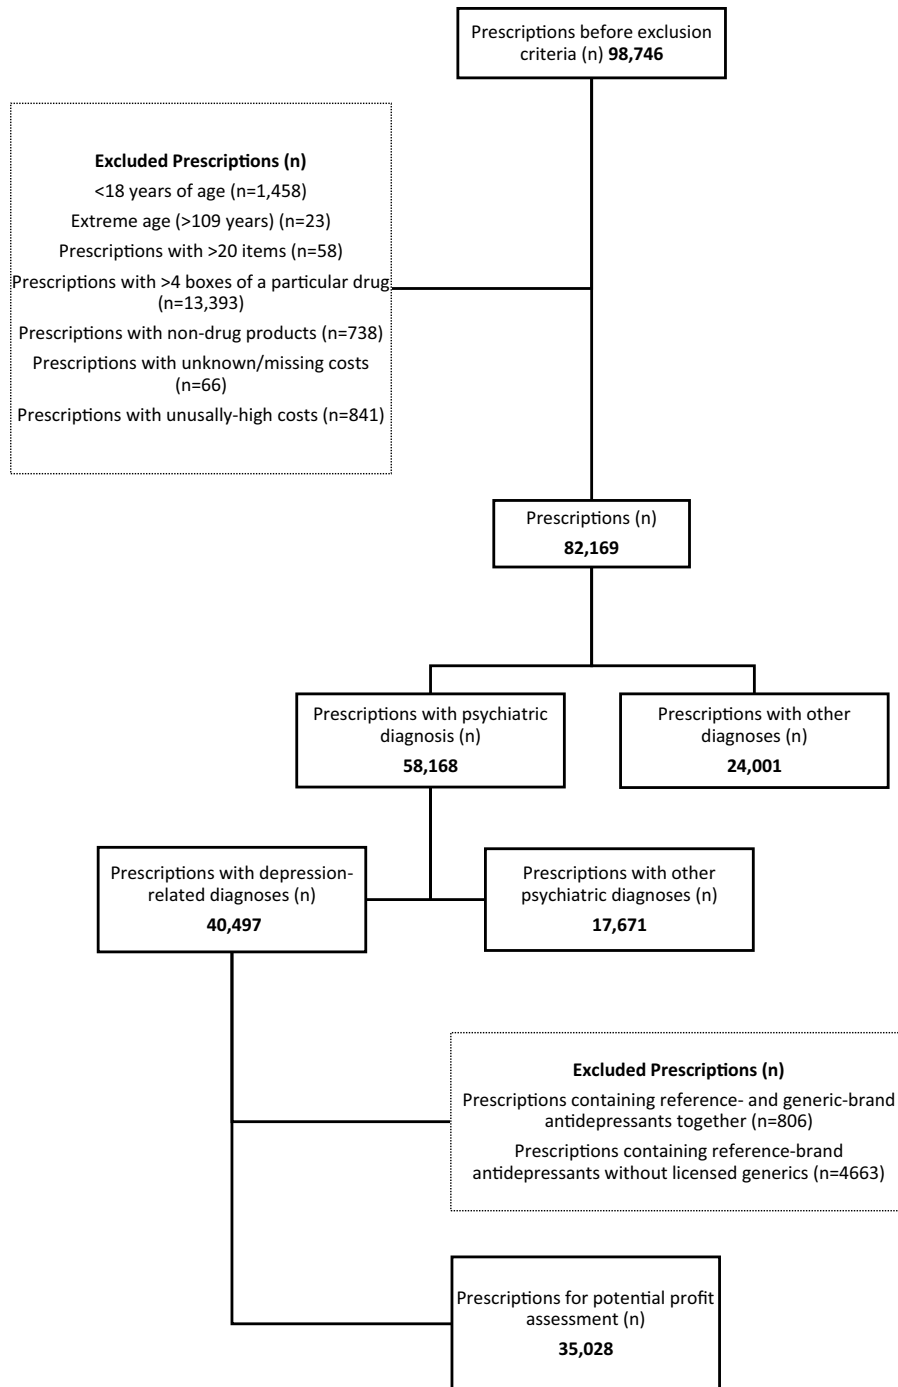 Prescriptions before exclusion
criteria (n) 98,746
Excluded Prescriptions (n)
<18 years of age (n=1,458)
Extreme age (>109 years) (n=23)
Prescriptions with >20 items (n=58)
Prescriptions with >4 boxes of a particular drug
(n=13,393)
Prescriptions with non-drug products (n=738)
Prescriptions with unknown/missing costs
(n=66)
Prescriptions with unusally-high costs (n=841)
Prescriptions (n)
82,169
Prescriptions with psychiatric
diagnosis (n)
58,168
Prescriptions with other
diagnoses (n)
24,001
Prescriptions with depression-
related diagnoses (n)
40,497
Prescriptions with other
psychiatric diagnoses (n)
17,671
Excluded Prescriptions (n)
Prescriptions containing reference- and generic-brand
antidepressants together (n=806)
Prescriptions containing reference-brand
antidepressants without licensed generics (n=4663)
Prescriptions for potential profit
assessment (n)
35,028